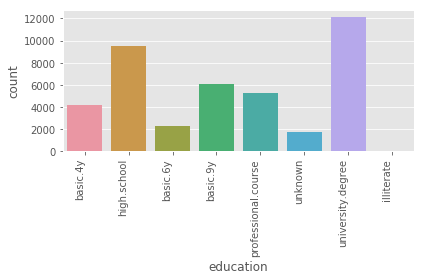 12000
10000
8000
6000
4000
2000
0
count
basic.4y
high.school
basic.6y
basic.9y
professional.course
unknown
university.degree
illiterate
education